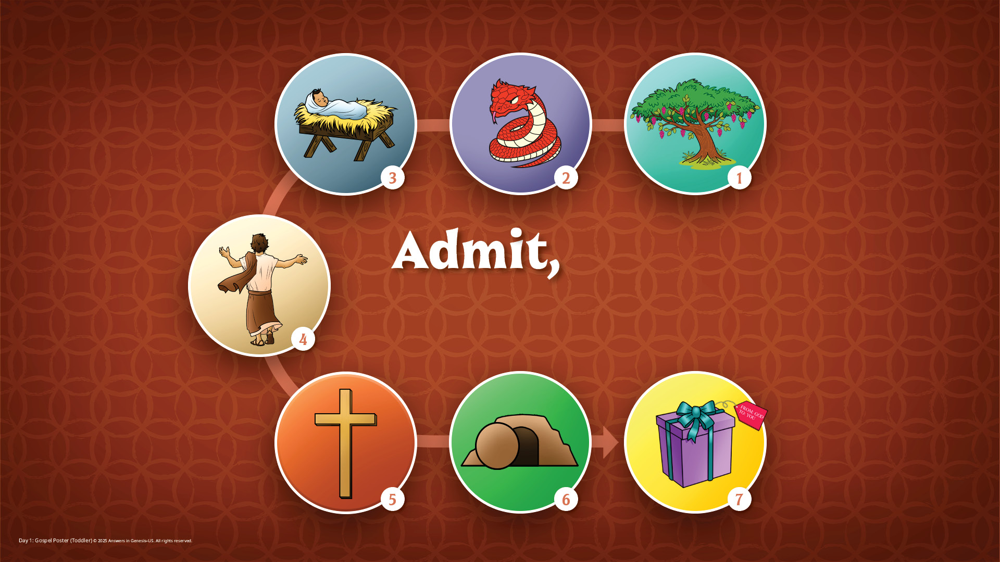 3
2
1
Admit,
4
FROM: GOD
TO: YOU
5
6
7
Day 1: Gospel Poster (Toddler) © 2025 Answers in Genesis–US. All rights reserved.